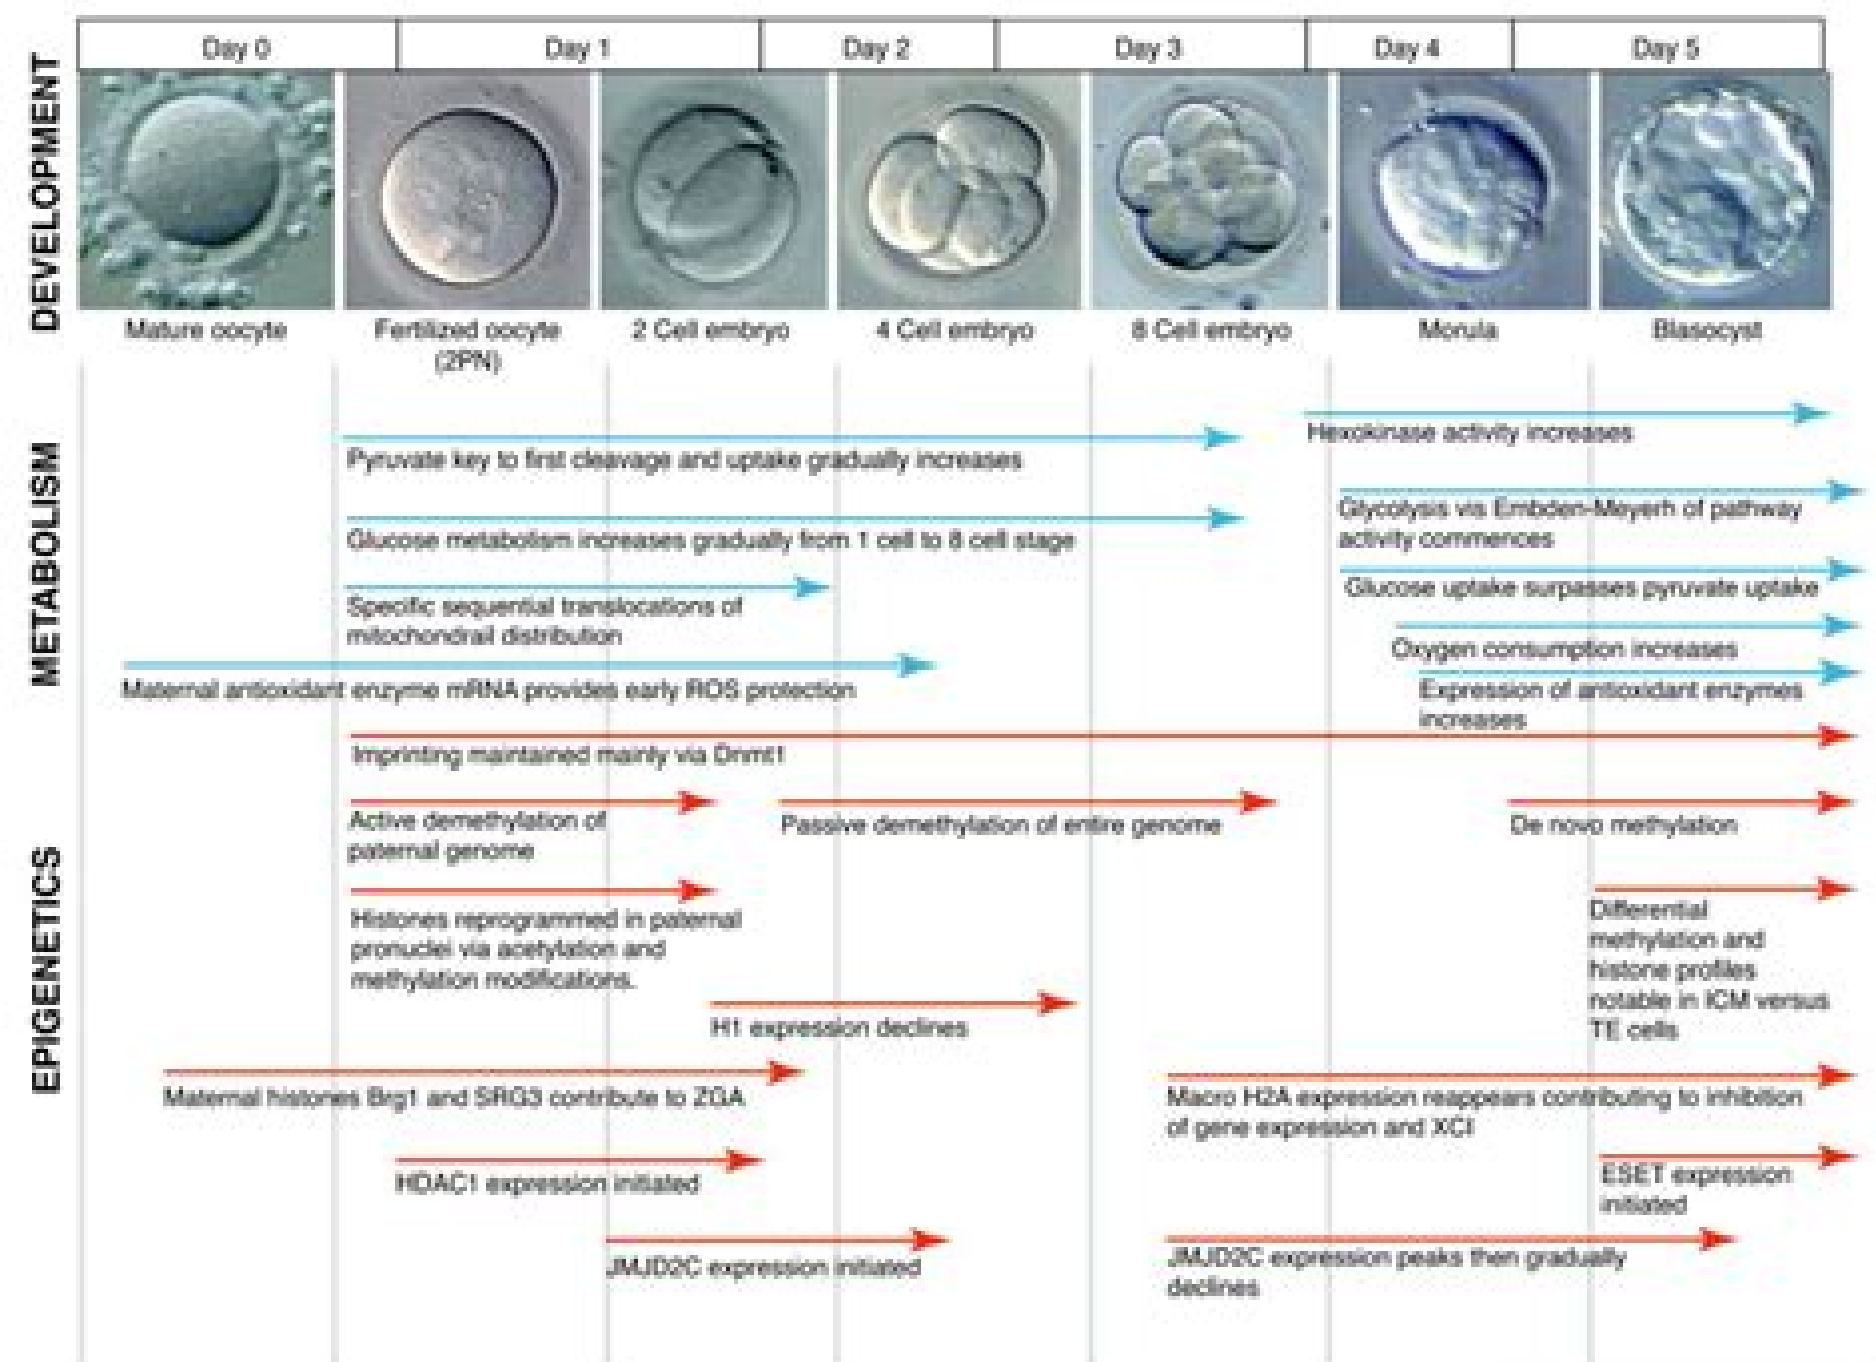 Day 0
Day 1
Day 2
Day 3
Day 4
Day 5
DEVELOPMENT
Mature oocyte
Fertilized oocyte
(2PN)
2 Cell embryo
4 Cell embryo
8 Cell embryo
Morula
Blasocyst
METABOLISM
Hexokinase activity increases
Pyruvate key to first cleavage and uptake gradually increases
Glycolysis vis Embden-Meyerh of pathway
activity commences
Glucose metabolism increases gradually from 1 cell to 8 cell stage
Glucose uptake surpasses pyruvate uptake
Specific sequential translocations of
mitochondrail distribution
Oxygen consumption increases
Maternal antioxidant enzyme mRNA provides early ROS protection
Expression of antioxidant enzymes
increases
EPIGENETICS
Imprinting maintained mainly via Dnmt1
Active demethylation of
paternal genome
Passive demethylation of entire genome
De novo methylation
Histones reprogrammed in paternal
pronuclei via acetylation and
methylation modifications.
Differential
methylation and
histone profiles
notable in ICM versus
TE cells
H1 expression declines
Maternal histones Brg1 and SRG3 contribute to ZGA
Macro H2A expression reappears contributing to inhibition
of gene expression and XCI
HDAC1 expression initiated
ESET expression
initiated
JMJD2C expression initiated
JMJD2C expression peaks then gradually
declines